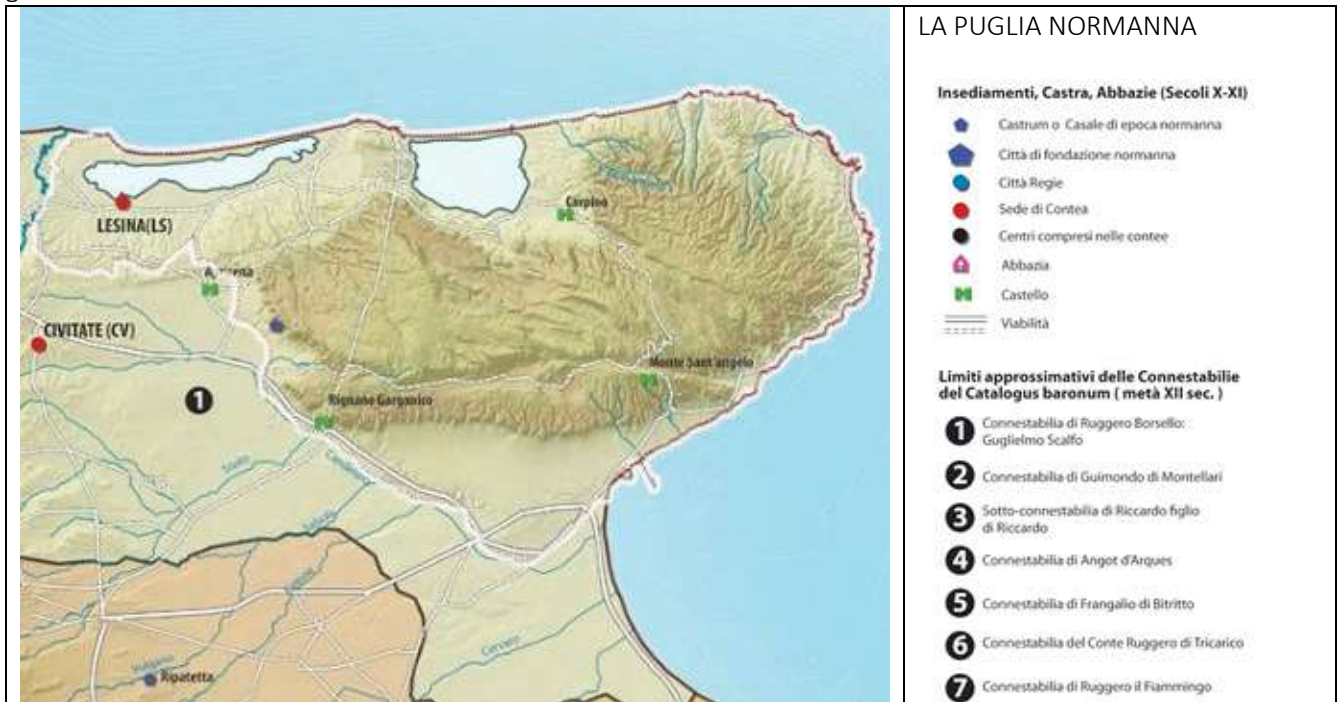 LA PUGLIA NORMANNA
Insediamenti, Castra, Abbazie (Secoli X-XI)
Castrum o Casale di epoca normanna
Città di fondazione normanna
Città Regie
Sede di Contea
Centri compresi nelle contee
Abbazia
Castello
Viabilità
Limiti approssimativi delle Connestabilie
del Catalogus baronum ( metà XII sec. )
1 Connestabilia di Ruggero Borsello:
Guglielmo Scalfo
2 Connestabilia di Guimondo di Montellari
3 Sotto-connestabilia di Riccardo figlio
di Riccardo
4 Connestabilia di Angot d'Arques
5 Connestabilia di Frangalio di Bitritto
6 Connestabilia del Conte Ruggero di Tricarico
7 Connestabilia di Ruggero il Fiammingo
LESINA(LS)
Carpino
CIVITATE (CV)
Monte Sant'angelo
1
Rignano Garganico
Candelaro
Salsola
Cervaro
Vulgano
Ripatetta